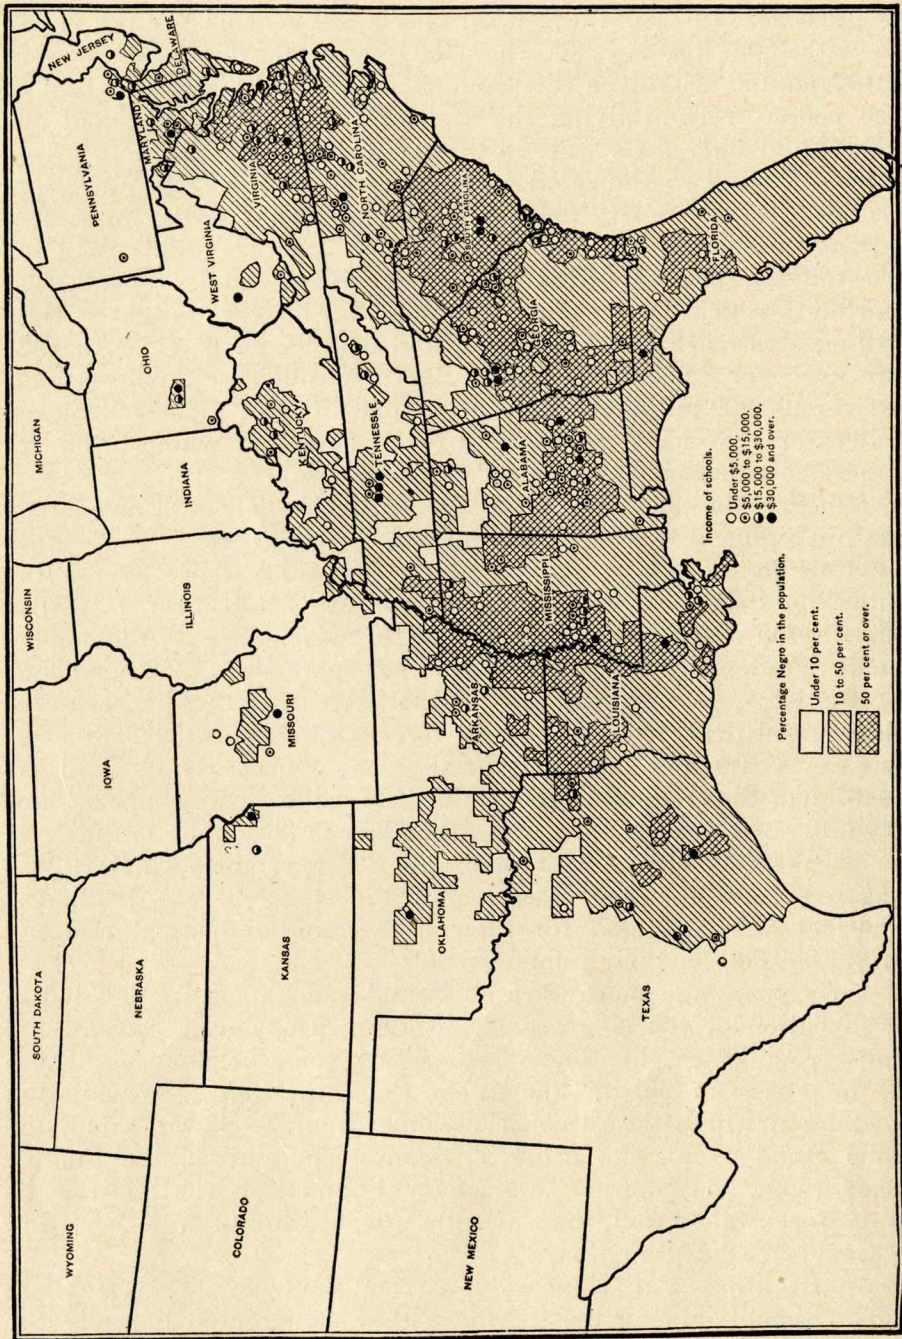 WYOMING
SOUTH DAKOTA
WISCONSIN
MICHIGAN
IOWA
NEBRASKA
ILLINOIS
INDIANA
OHIO
PENNSYLVANIA
NEW JERSEY
DELAWARE
MARYLAND
WEST VIRGINIA
VIRGINIA
COLORADO
KANSAS
MISSOURI
KENTUCKY
NEW MEXICO
OKLAHOMA
ARKANSAS
TENNESSEE
NORTH CAROLINA
SOUTH CAROLINA
TEXAS
LOUISIANA
MISSISSIPPI
ALABAMA
GEORGIA
FLORIDA
Percentage Negro in the population.
Under 10 per cent.
10 to 50 per cent.
50 per cent or over.
Income of schools.
Under $5,000.
$5,000 to $15,000.
$15,000 to $30,000.
$30,000 and over.